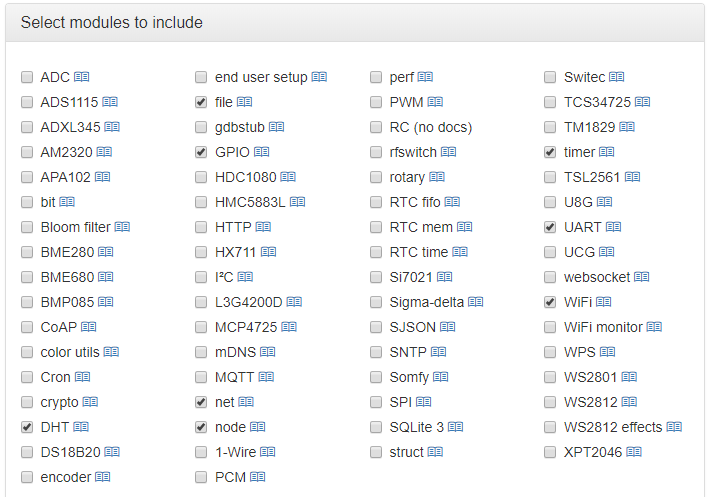 Select modules to include
ADC end user setup perf Switec
ADS1115 file PWM TCS34725
ADXL345 gdbstub RC (no docs) TM1829
AM2320 GPIO rfswitch timer
APA102 HDC1080 rotary TSL2561
bit HMC5883L RTC fifo U8G
Bloom filter HTTP RTC mem UART
BME280 HX711 RTC time UCG
BME680 I²C Si7021 websocket
BMP085 L3G4200D Sigma-delta WiFi
CoAP MCP4725 SJSON WiFi monitor
color utils mDNS SNTP WPS
Cron MQTT Somfy WS2801
crypto net SPI WS2812
DHT node SQLite 3 WS2812 effects
DS18B20 1-Wire struct XPT2046
encoder PCM